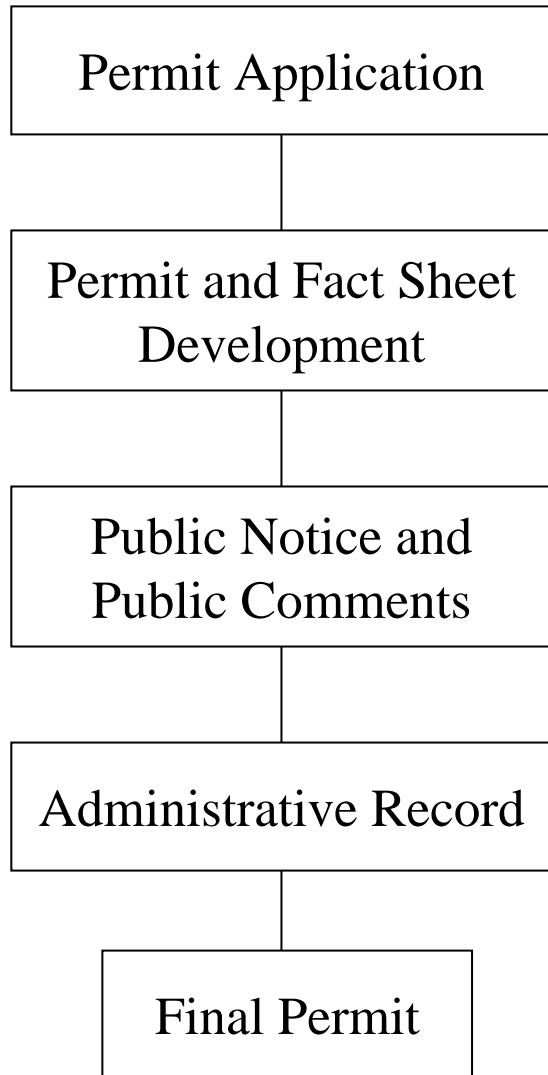 Permit Application
Permit and Fact Sheet
Development
Public Notice and
Public Comments
Administrative Record
Final Permit